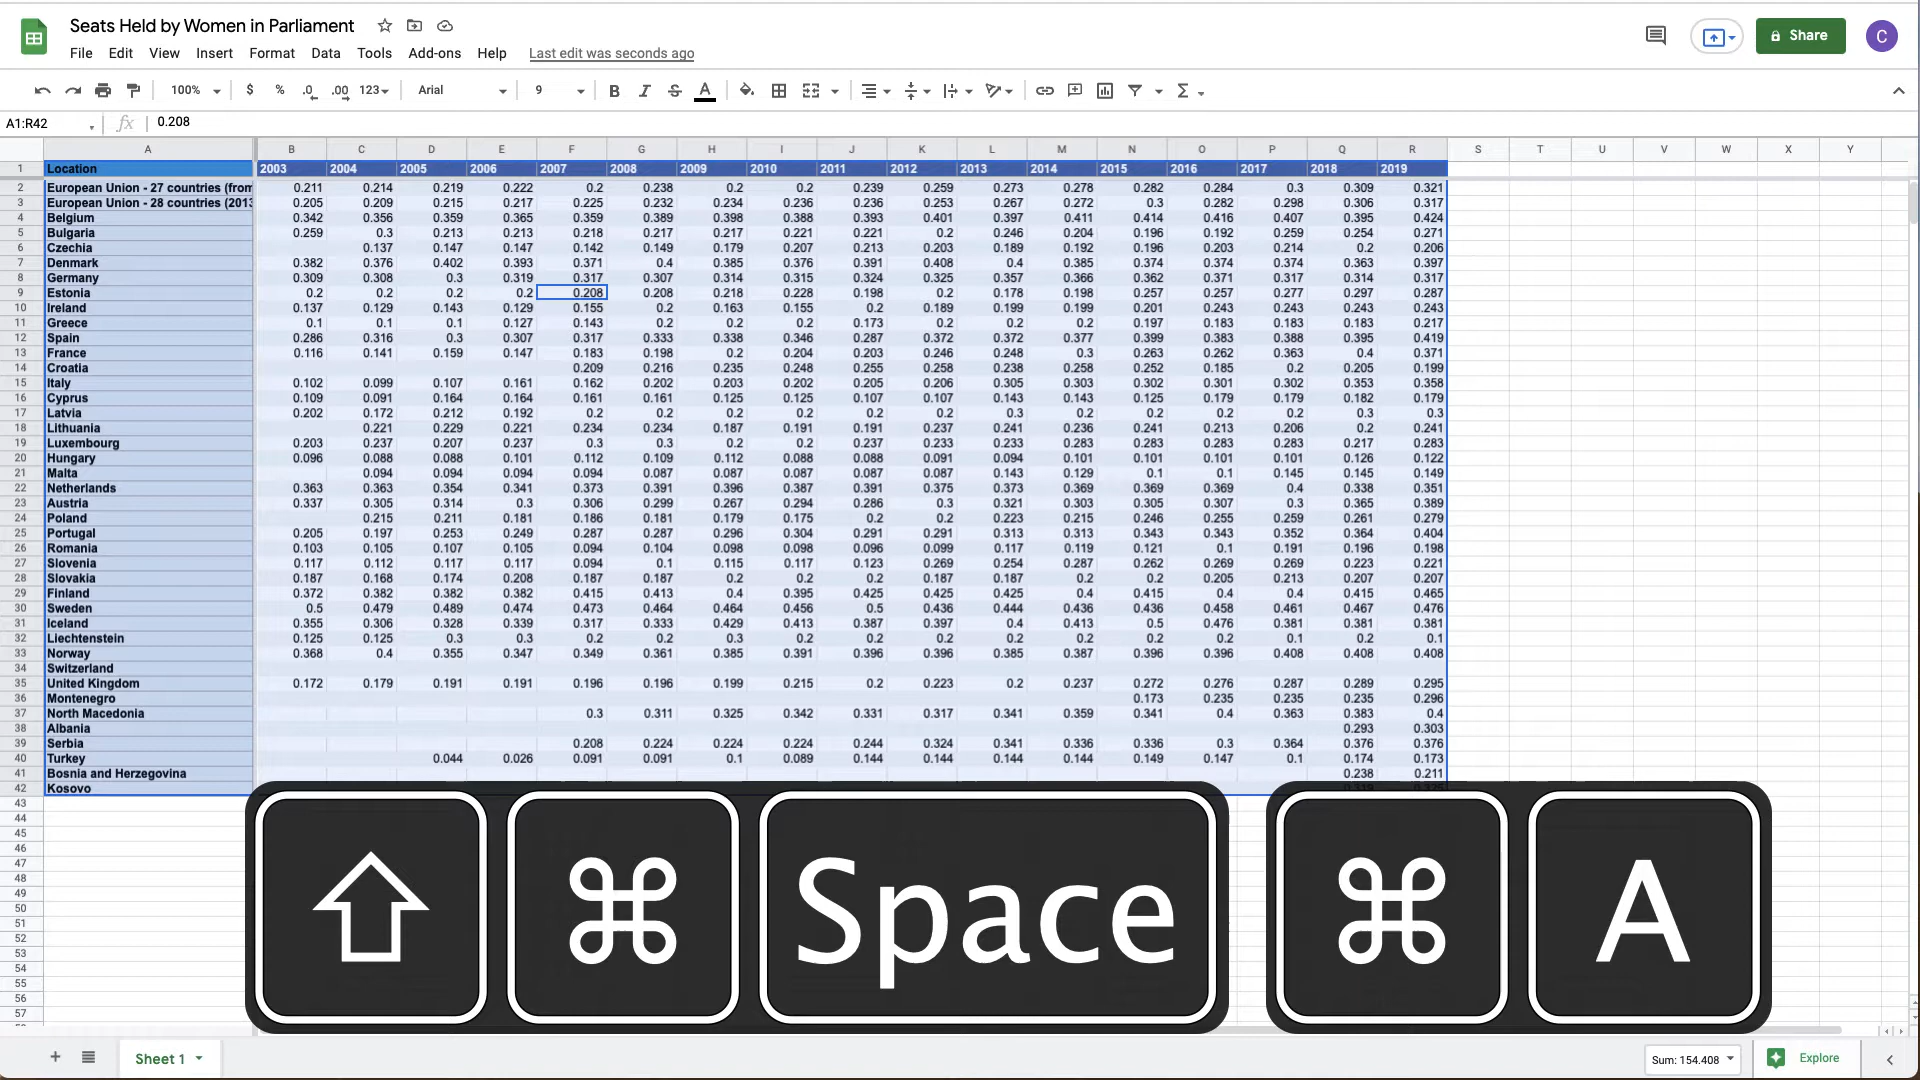 Seats Held by Women in Parliament
File Edit View Insert Format Data Tools Add-ons Help Last edit was seconds ago
Share C
100% $ % .0 .00 123 Arial 9 B I S A Σ
A1:R42 fx 0.208
A B C D E F G H I J K L M N O P Q R S T U V W X Y
1 Location 2003 2004 2005 2006 2007 2008 2009 2010 2011 2012 2013 2014 2015 2016 2017 2018 2019
2 European Union - 27 countries (from 0.211 0.214 0.219 0.222 0.2 0.238 0.2 0.2 0.239 0.259 0.273 0.278 0.282 0.284 0.3 0.309 0.321
3 European Union - 28 countries (2013 0.205 0.209 0.215 0.217 0.225 0.232 0.234 0.236 0.236 0.253 0.267 0.272 0.3 0.282 0.298 0.306 0.317
4 Belgium 0.342 0.356 0.359 0.365 0.359 0.389 0.398 0.388 0.393 0.401 0.397 0.411 0.414 0.416 0.407 0.395 0.424
5 Bulgaria 0.259 0.3 0.213 0.213 0.218 0.217 0.217 0.221 0.221 0.2 0.246 0.204 0.196 0.192 0.259 0.254 0.271
6 Czechia 0.137 0.147 0.147 0.142 0.149 0.179 0.207 0.213 0.203 0.189 0.192 0.196 0.203 0.214 0.2 0.206
7 Denmark 0.382 0.376 0.402 0.393 0.371 0.4 0.385 0.376 0.391 0.408 0.4 0.385 0.374 0.374 0.374 0.363 0.397
8 Germany 0.309 0.308 0.3 0.319 0.317 0.307 0.314 0.315 0.324 0.325 0.357 0.366 0.362 0.371 0.317 0.314 0.317
9 Estonia 0.2 0.2 0.2 0.2 0.208 0.208 0.218 0.228 0.198 0.2 0.178 0.198 0.257 0.257 0.277 0.297 0.287
10 Ireland 0.137 0.129 0.143 0.129 0.155 0.2 0.163 0.155 0.2 0.189 0.199 0.199 0.201 0.243 0.243 0.243 0.243
11 Greece 0.1 0.1 0.1 0.127 0.143 0.2 0.2 0.2 0.173 0.2 0.2 0.2 0.197 0.183 0.183 0.183 0.217
12 Spain 0.286 0.316 0.3 0.307 0.317 0.333 0.338 0.346 0.287 0.372 0.372 0.377 0.399 0.383 0.388 0.395 0.419
13 France 0.116 0.141 0.159 0.147 0.183 0.198 0.2 0.204 0.203 0.246 0.248 0.3 0.263 0.262 0.363 0.4 0.371
14 Croatia 0.209 0.216 0.235 0.248 0.255 0.258 0.238 0.258 0.252 0.185 0.2 0.205 0.199
15 Italy 0.102 0.099 0.107 0.161 0.162 0.202 0.203 0.202 0.205 0.206 0.305 0.303 0.302 0.301 0.302 0.353 0.358
16 Cyprus 0.109 0.091 0.164 0.164 0.161 0.161 0.125 0.125 0.107 0.107 0.143 0.143 0.125 0.179 0.179 0.182 0.179
17 Latvia 0.202 0.172 0.212 0.192 0.2 0.2 0.2 0.2 0.2 0.2 0.3 0.2 0.2 0.2 0.2 0.3 0.3
18 Lithuania 0.221 0.229 0.221 0.234 0.234 0.187 0.191 0.191 0.237 0.241 0.236 0.241 0.213 0.206 0.2 0.241
19 Luxembourg 0.203 0.237 0.207 0.237 0.3 0.3 0.2 0.2 0.237 0.233 0.233 0.283 0.283 0.283 0.283 0.217 0.283
20 Hungary 0.096 0.088 0.088 0.101 0.112 0.109 0.112 0.088 0.088 0.091 0.094 0.101 0.101 0.101 0.101 0.126 0.122
21 Malta 0.094 0.094 0.094 0.094 0.087 0.087 0.087 0.087 0.087 0.143 0.129 0.1 0.1 0.145 0.145 0.149
22 Netherlands 0.363 0.363 0.354 0.341 0.373 0.391 0.396 0.387 0.391 0.375 0.373 0.369 0.369 0.369 0.4 0.338 0.351
23 Austria 0.337 0.305 0.314 0.3 0.306 0.299 0.267 0.294 0.286 0.3 0.321 0.303 0.305 0.307 0.3 0.365 0.389
24 Poland 0.215 0.211 0.181 0.186 0.181 0.179 0.175 0.2 0.2 0.223 0.215 0.246 0.255 0.259 0.261 0.279
25 Portugal 0.205 0.197 0.253 0.249 0.287 0.287 0.296 0.304 0.291 0.291 0.313 0.313 0.343 0.343 0.352 0.364 0.404
26 Romania 0.103 0.105 0.107 0.105 0.094 0.104 0.098 0.098 0.096 0.099 0.117 0.119 0.121 0.1 0.191 0.196 0.198
27 Slovenia 0.117 0.112 0.117 0.117 0.094 0.1 0.115 0.117 0.123 0.269 0.254 0.287 0.262 0.269 0.269 0.223 0.221
28 Slovakia 0.187 0.168 0.174 0.208 0.187 0.187 0.2 0.2 0.2 0.187 0.187 0.2 0.2 0.205 0.213 0.207 0.207
29 Finland 0.372 0.382 0.382 0.382 0.415 0.413 0.4 0.395 0.425 0.425 0.425 0.4 0.415 0.4 0.4 0.415 0.465
30 Sweden 0.5 0.479 0.489 0.474 0.473 0.464 0.464 0.456 0.5 0.436 0.444 0.436 0.436 0.458 0.461 0.467 0.476
31 Iceland 0.355 0.306 0.328 0.339 0.317 0.333 0.429 0.413 0.387 0.397 0.4 0.413 0.5 0.476 0.381 0.381 0.381
32 Liechtenstein 0.125 0.125 0.3 0.3 0.2 0.2 0.3 0.2 0.2 0.2 0.2 0.2 0.2 0.2 0.1 0.2 0.1
33 Norway 0.368 0.4 0.355 0.347 0.349 0.361 0.385 0.391 0.396 0.396 0.385 0.387 0.396 0.396 0.408 0.408 0.408
34 Switzerland
35 United Kingdom 0.172 0.179 0.191 0.191 0.196 0.196 0.199 0.215 0.2 0.223 0.2 0.237 0.272 0.276 0.287 0.289 0.295
36 Montenegro 0.173 0.235 0.235 0.235 0.296
37 North Macedonia 0.3 0.311 0.325 0.342 0.331 0.317 0.341 0.359 0.341 0.4 0.363 0.383 0.4
38 Albania 0.293 0.303
39 Serbia 0.208 0.224 0.224 0.224 0.244 0.324 0.341 0.336 0.336 0.3 0.364 0.376 0.376
40 Turkey 0.044 0.026 0.091 0.091 0.1 0.089 0.144 0.144 0.144 0.144 0.149 0.147 0.1 0.174 0.173
41 Bosnia and Herzegovina 0.238 0.211
42 Kosovo
43
44
45
46
47
48
49
50
51
52
53
54
55
56
57
⌘ Space ⌘ A
Sheet 1 Sum: 154.408 Explore